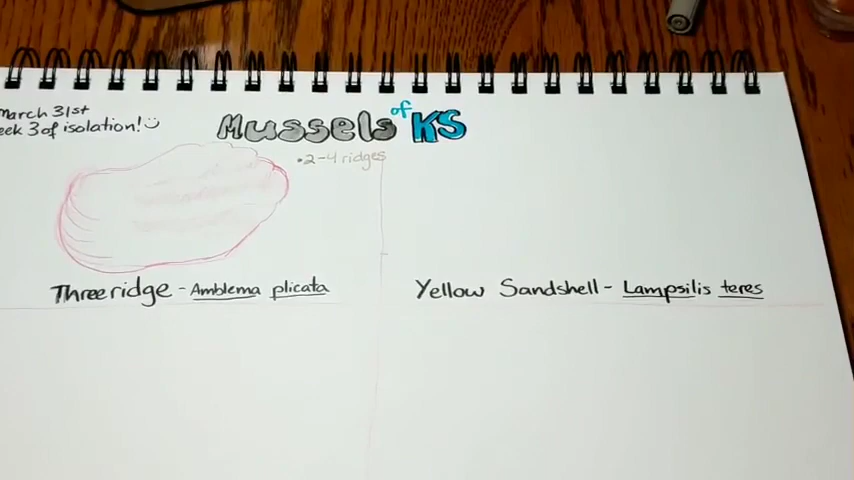 March 31st
eek 3 of isolation!
Mussels of KS
•2-4 ridges
Threeridge - Amblema plicata
Yellow Sandshell - Lampsilis teres